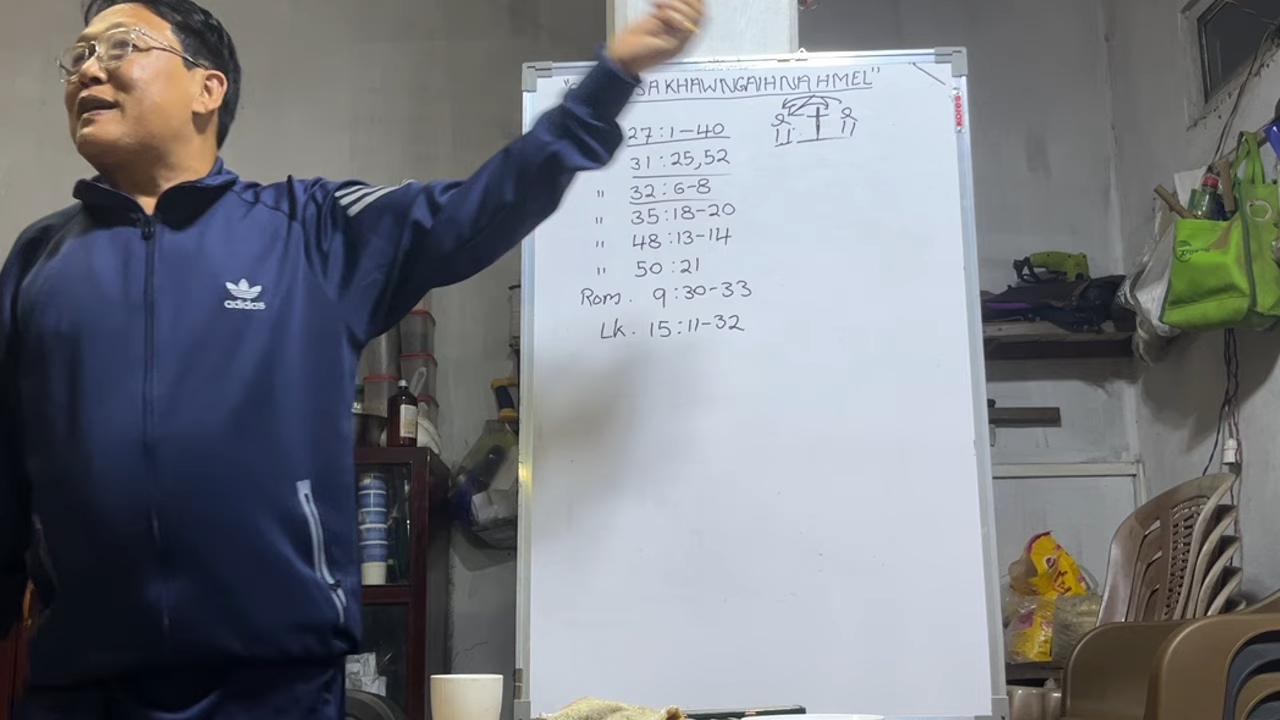 SA KHAWNGAIHNA HMEL"
27:1-40
31:25,52
" 32:6-8
" 35:18-20
" 48:13-14
" 50:21
Rom. 9:30-33
Lk. 15:11-32
adidas
kores